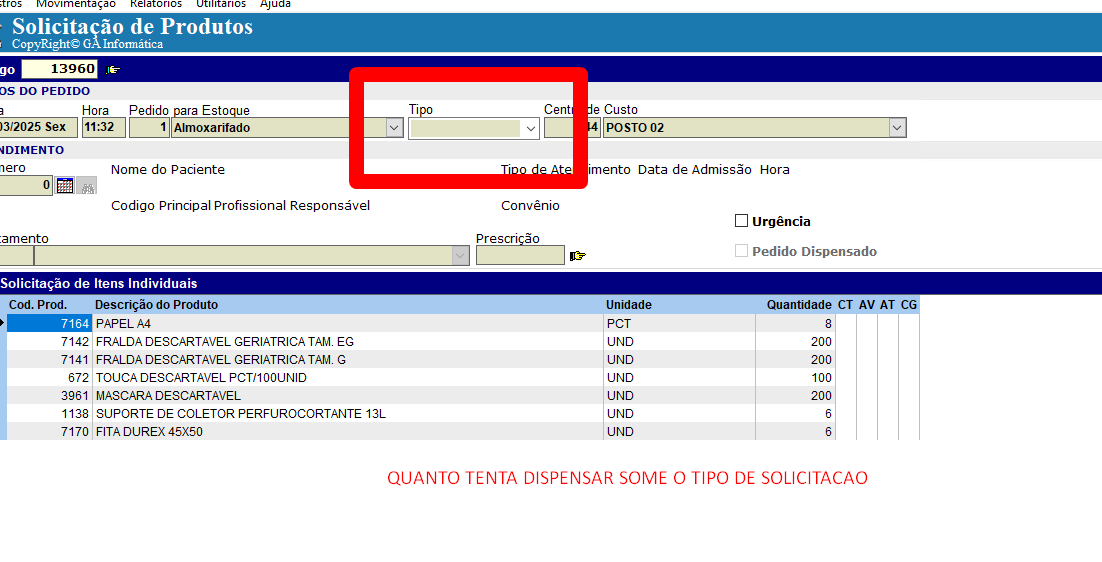 stros Movimentação Relatórios Utilitários Ajuda
Solicitação de Produtos
CopyRight© GA Informática
go 13960
OS DO PEDIDO
a Hora Pedido para Estoque Tipo Centro de Custo
03/2025 Sex 11:32 1 Almoxarifado 44 POSTO 02
NDIMENTO
mero Nome do Paciente Tipo de Atendimento Data de Admissão Hora
0
Codigo Principal Profissional Responsável Convênio
Urgência
tamento Prescrição
Pedido Dispensado
Solicitação de Itens Individuais
Cod. Prod. Descrição do Produto Unidade Quantidade CT AV AT CG
7164 PAPEL A4 PCT 8
7142 FRALDA DESCARTAVEL GERIATRICA TAM. EG UND 200
7141 FRALDA DESCARTAVEL GERIATRICA TAM. G UND 200
672 TOUCA DESCARTAVEL PCT/100UNID UND 100
3961 MASCARA DESCARTAVEL UND 200
1138 SUPORTE DE COLETOR PERFUROCORTANTE 13L UND 6
7170 FITA DUREX 45X50 UND 6
QUANTO TENTA DISPENSAR SOME O TIPO DE SOLICITACAO